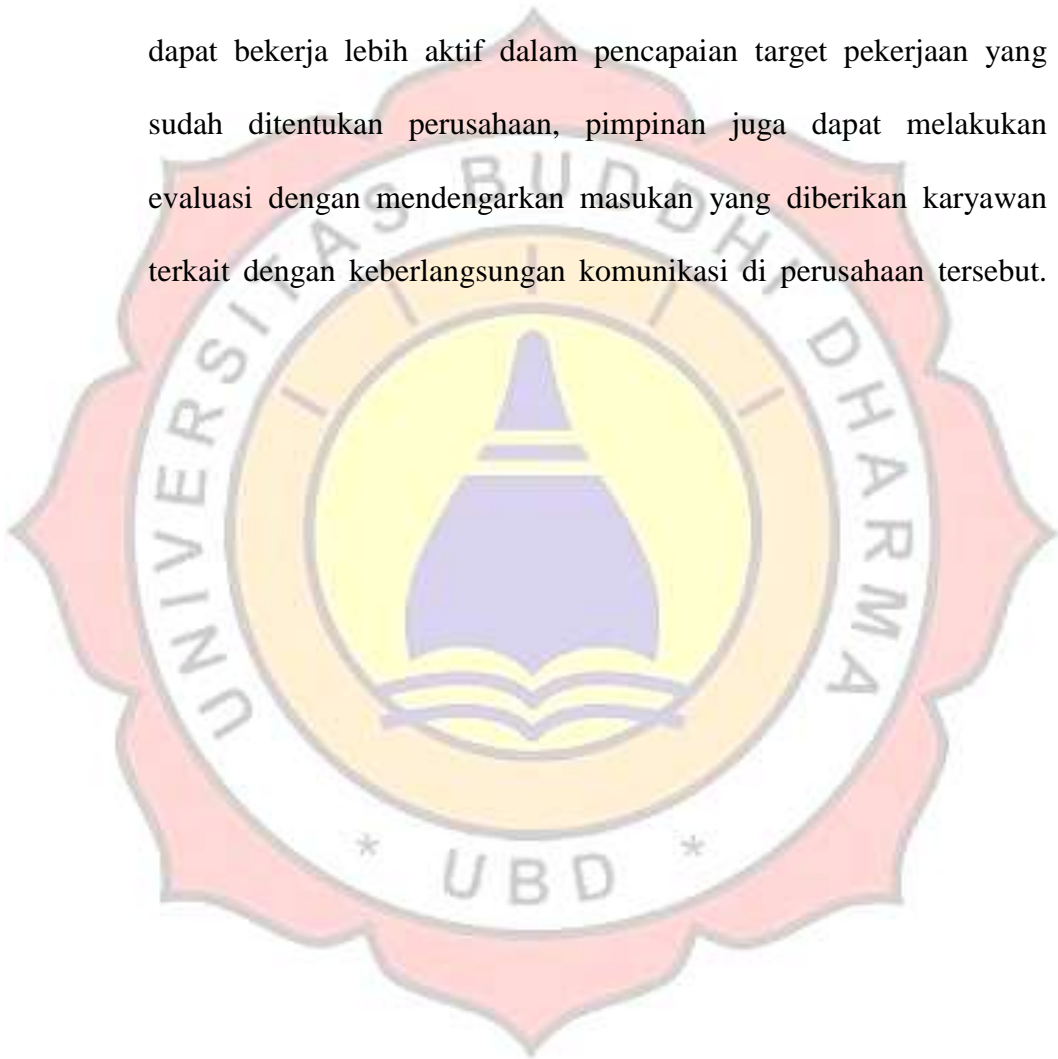 dapat bekerja lebih aktif dalam pencapaian target pekerjaan yang
sudah ditentukan perusahaan, pimpinan juga dapat melakukan
evaluasi dengan mendengarkan masukan yang diberikan karyawan
terkait dengan keberlangsungan komunikasi di perusahaan tersebut.
UNIVERSITAS BUDDHI DHARMA
* UBD *